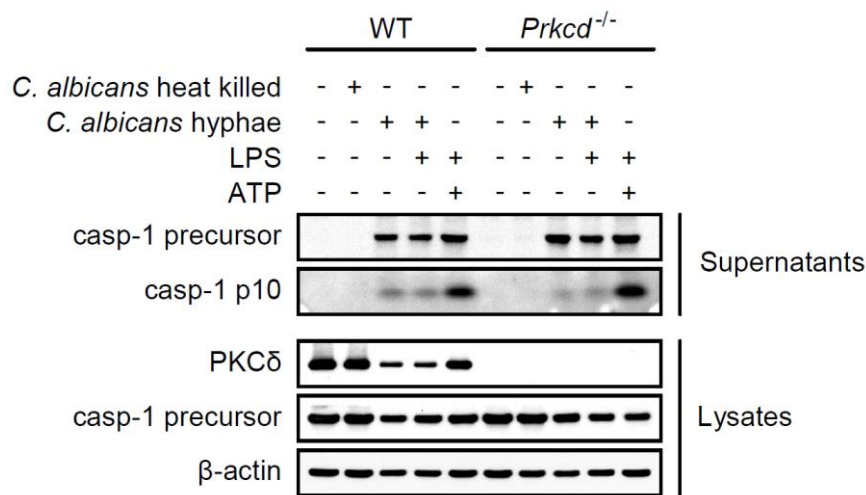 WT Prkcd-/-
C. albicans heat killed - + - - - - + - - -
C. albicans hyphae - - + + - - - + + -
LPS - - - + + - - - + +
ATP - - - - + - - - - +
casp-1 precursor
casp-1 p10
Supernatants
PKCδ
casp-1 precursor
β-actin
Lysates